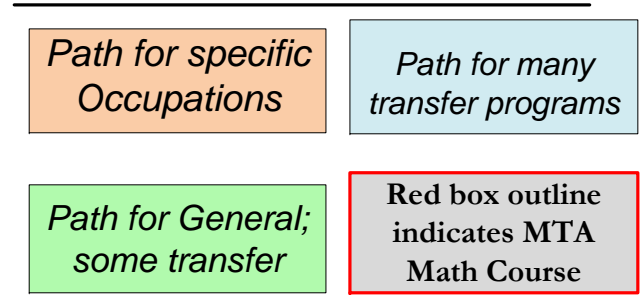 Path for specific
Occupations
Path for many
transfer programs
Path for General;
some transfer
Red box outline
indicates MTA
Math Course